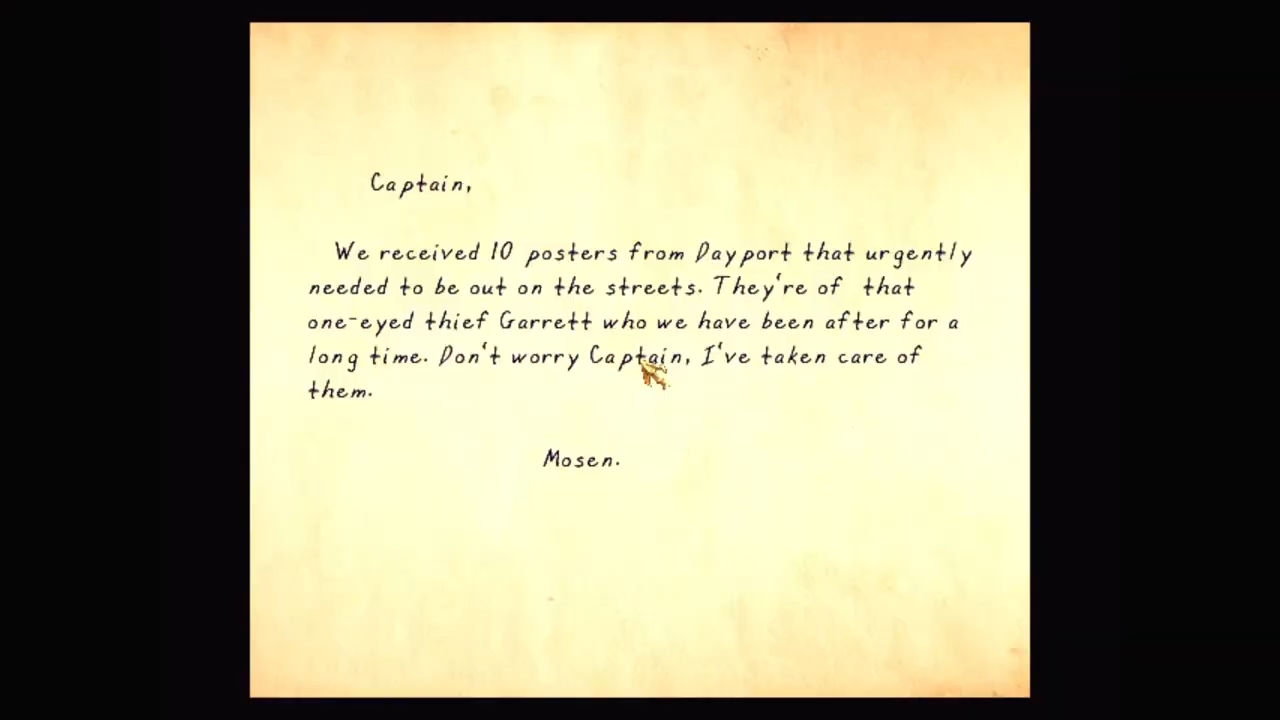 Captain,
We received 10 posters from Dayport that urgently
needed to be out on the streets. They're of that
one-eyed thief Garrett who we have been after for a
long time. Don't worry Captain, I've taken care of
them.
Mosen.